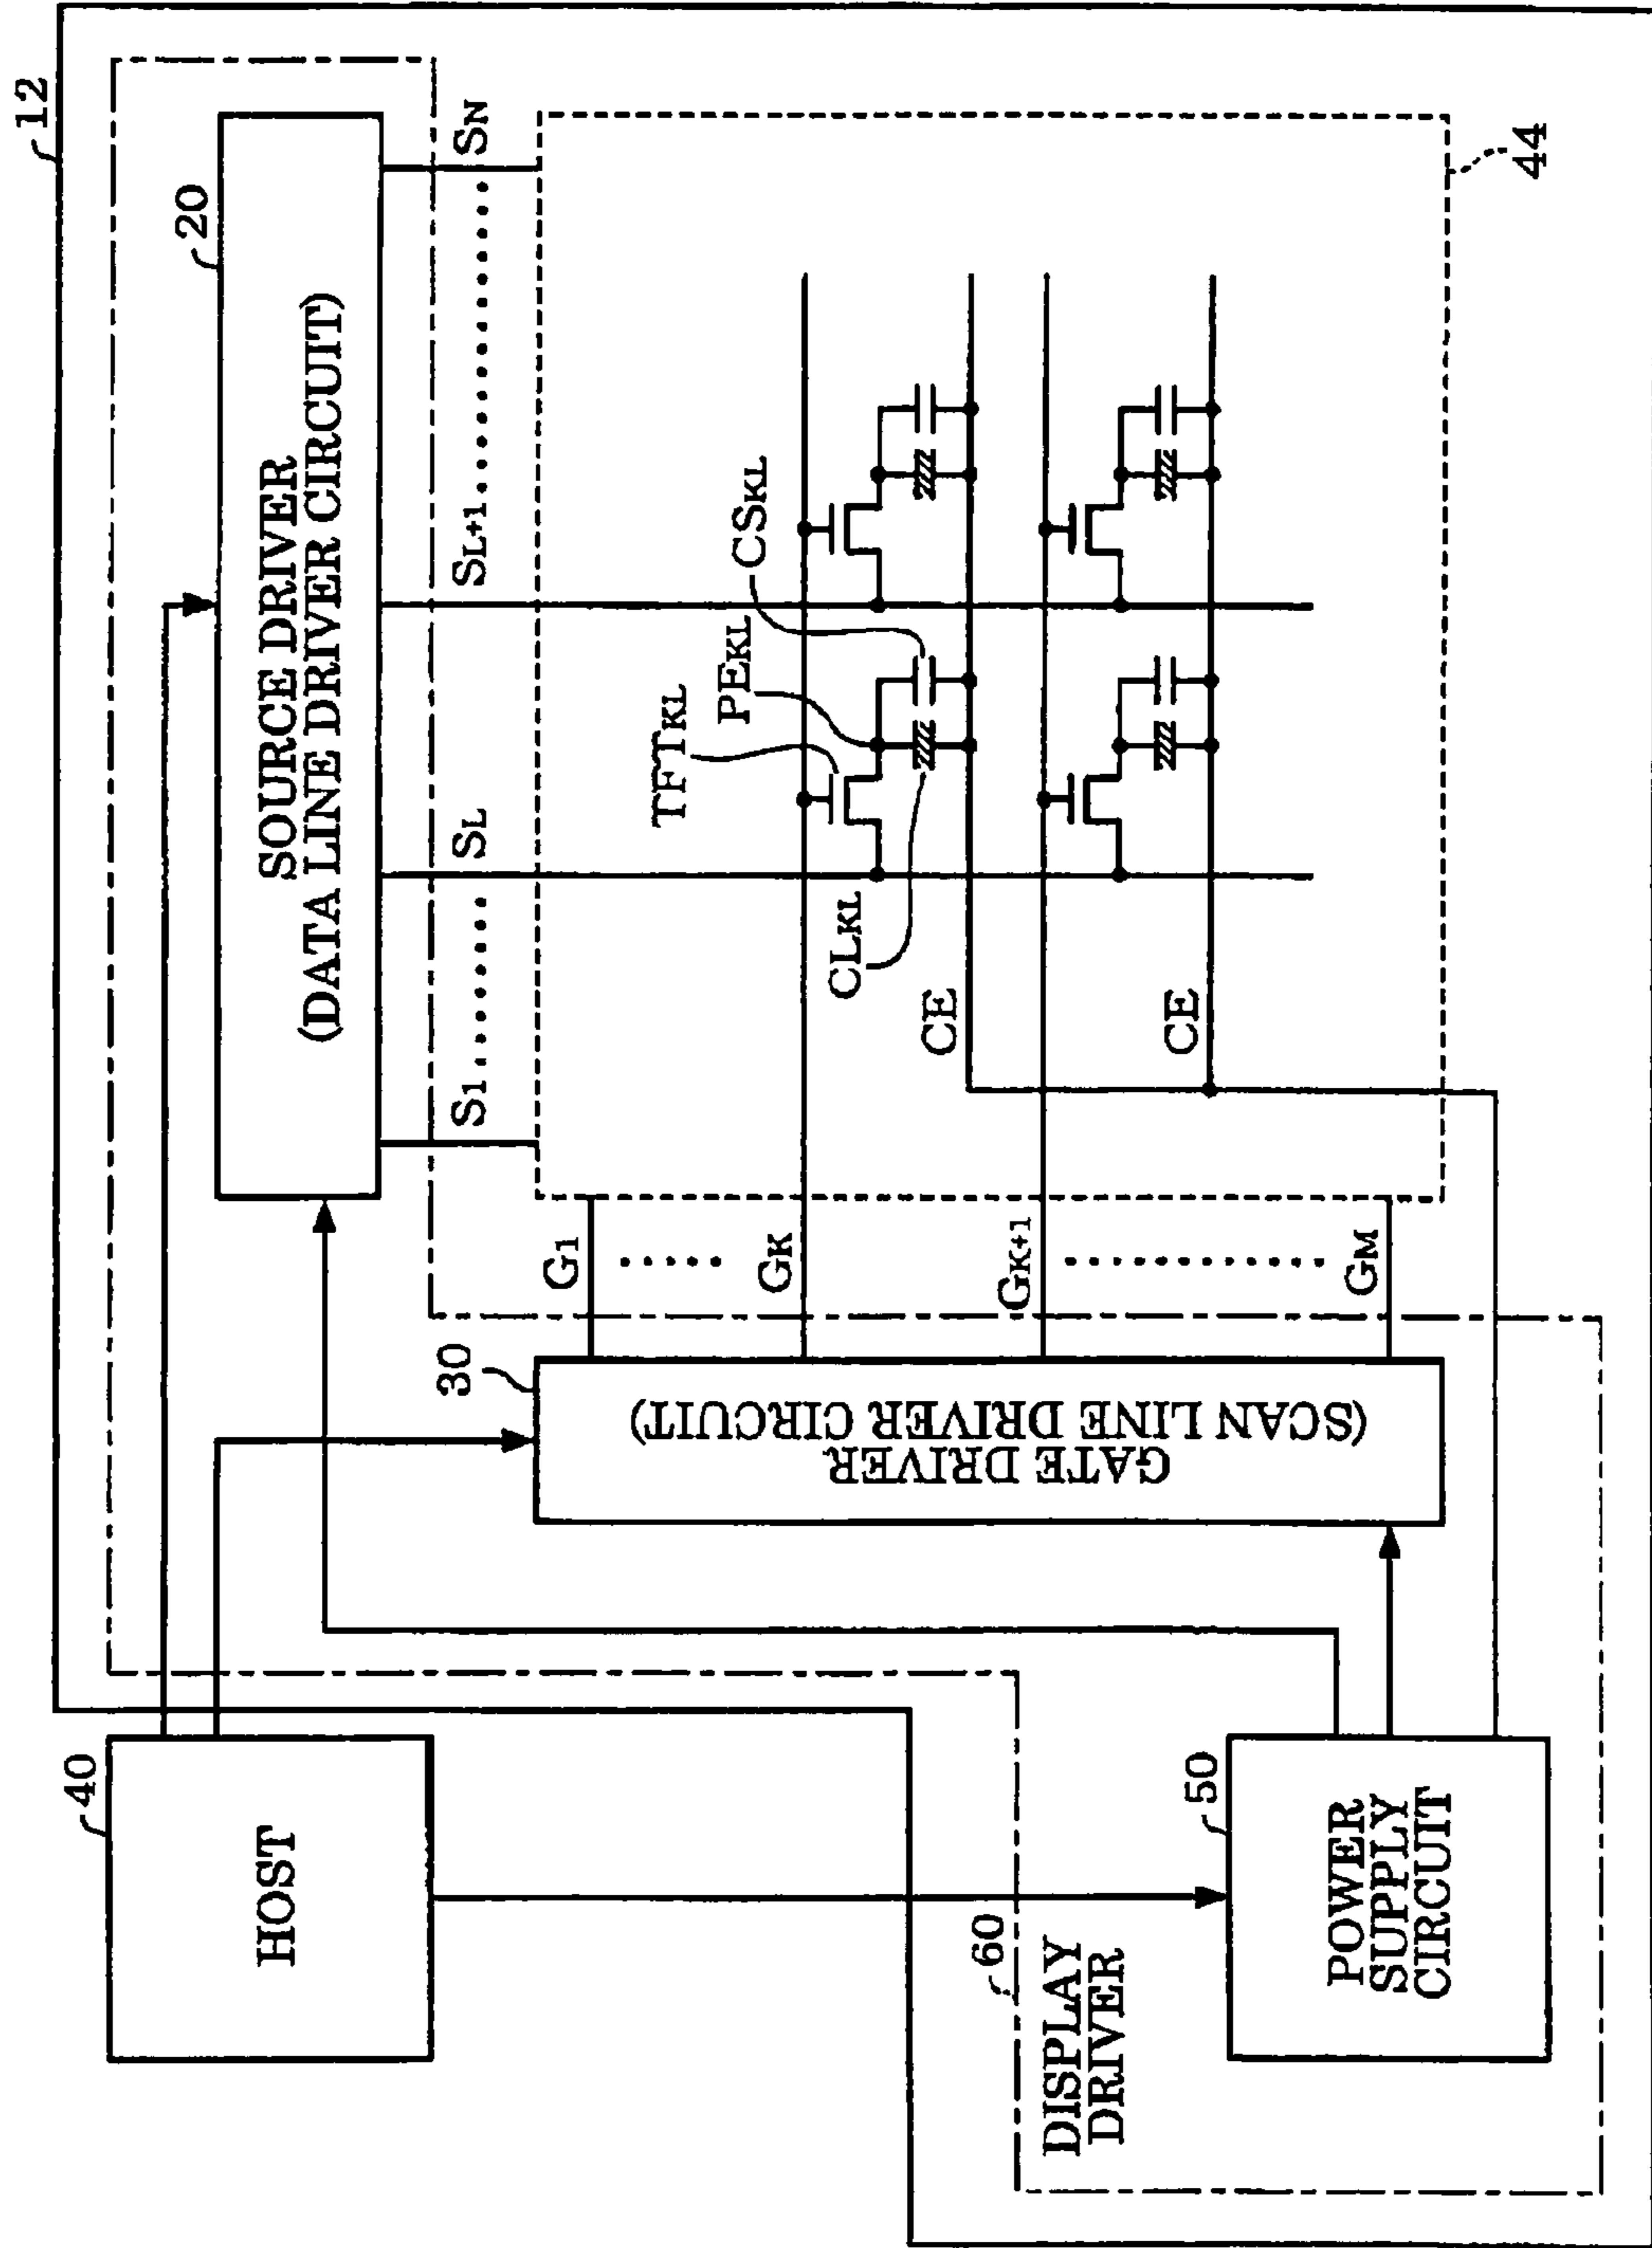 12
40
HOST
20
SOURCE DRIVER
(DATA LINE DRIVER CIRCUIT)
S1
SL
SL+1
SN
30
GATE DRIVER
(SCAN LINE DRIVER CIRCUIT)
G1
GK
GK+1
GM
TFTKL
PEKL
CSKL
CLKL
CE
CE
44
60
DISPLAY
DRIVER
50
POWER
SUPPLY
CIRCUIT